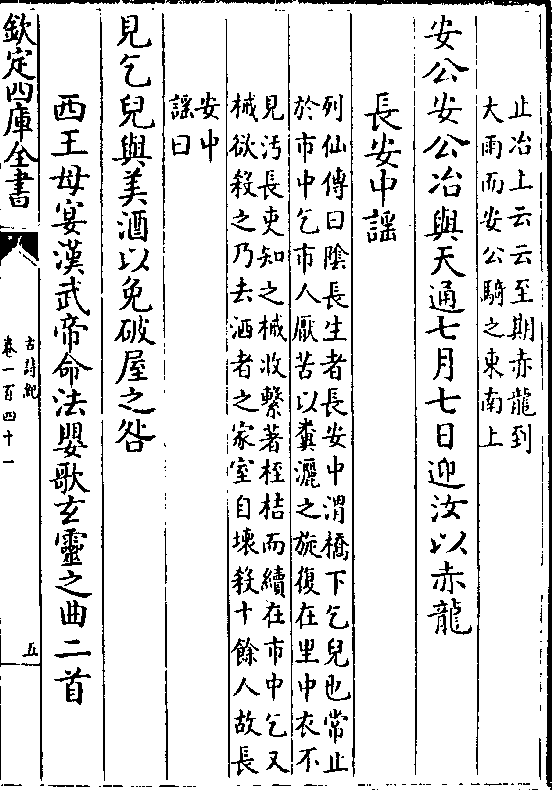 止冶上云云至期赤龍到
大雨而安公騎之東南上
安公安公冶與天通七月七日迎汝以赤龍
長安中謡
列仙傳曰陰長生者長安中渭橋下乞兒也常止
於市中乞市人厭苦以糞灑之旋復在里中衣不
見汚長吏知之械收繫著桎梏而續在市中乞又
械欲殺之乃去洒者之家室自壊殺十餘人故長
安中
謡曰
見乞兒與美酒以免破屋之咎
西王母宴漢武帝命法嬰歌玄靈之曲二首
欽定四庫全書
古詩紀
卷一百四十一
五